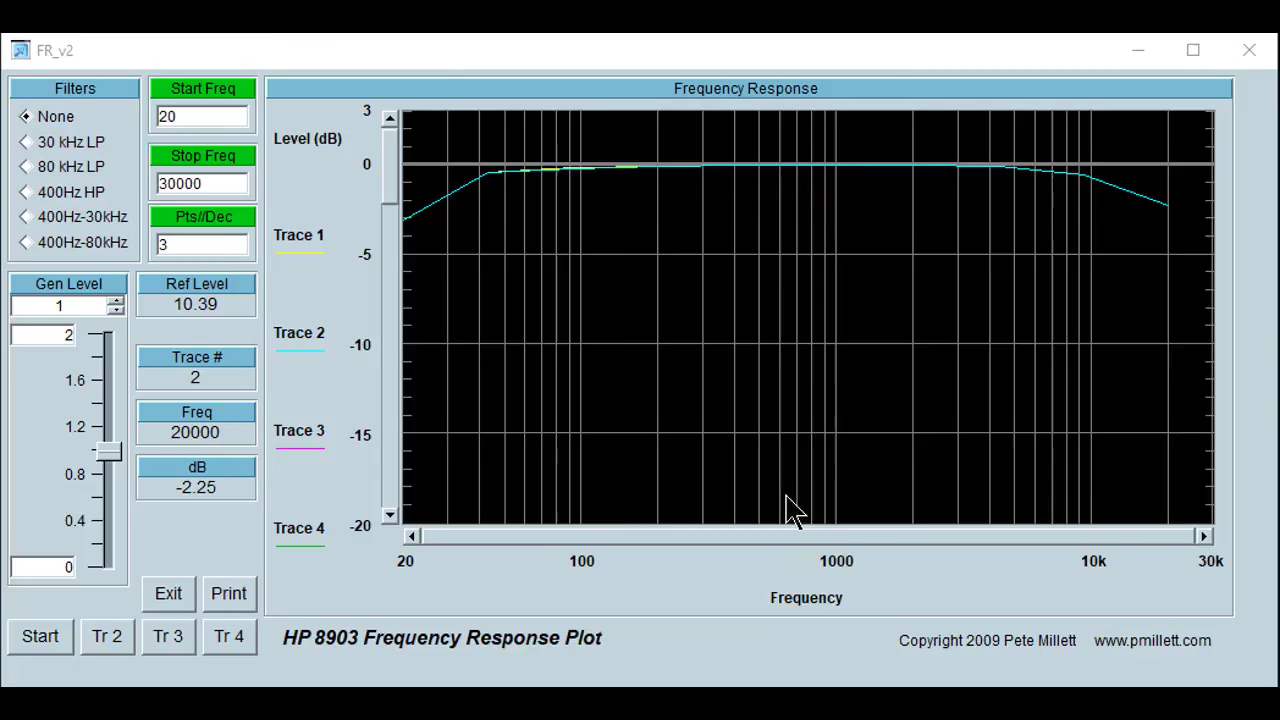 FR_v2
Filters
None
30 kHz LP
80 kHz LP
400Hz HP
400Hz-30kHz
400Hz-80kHz
Start Freq
20
Stop Freq
30000
Pts//Dec
3
Gen Level
1
2
1.6
1.2
0.8
0.4
0
Ref Level
10.39
Trace #
2
Freq
20000
dB
-2.25
Exit
Print
Start
Tr 2
Tr 3
Tr 4
Frequency Response
Level (dB)
Trace 1
Trace 2
Trace 3
Trace 4
3
0
-5
-10
-15
-20
20
100
1000
10k
30k
Frequency
HP 8903 Frequency Response Plot
Copyright 2009 Pete Millett
www.pmillett.com